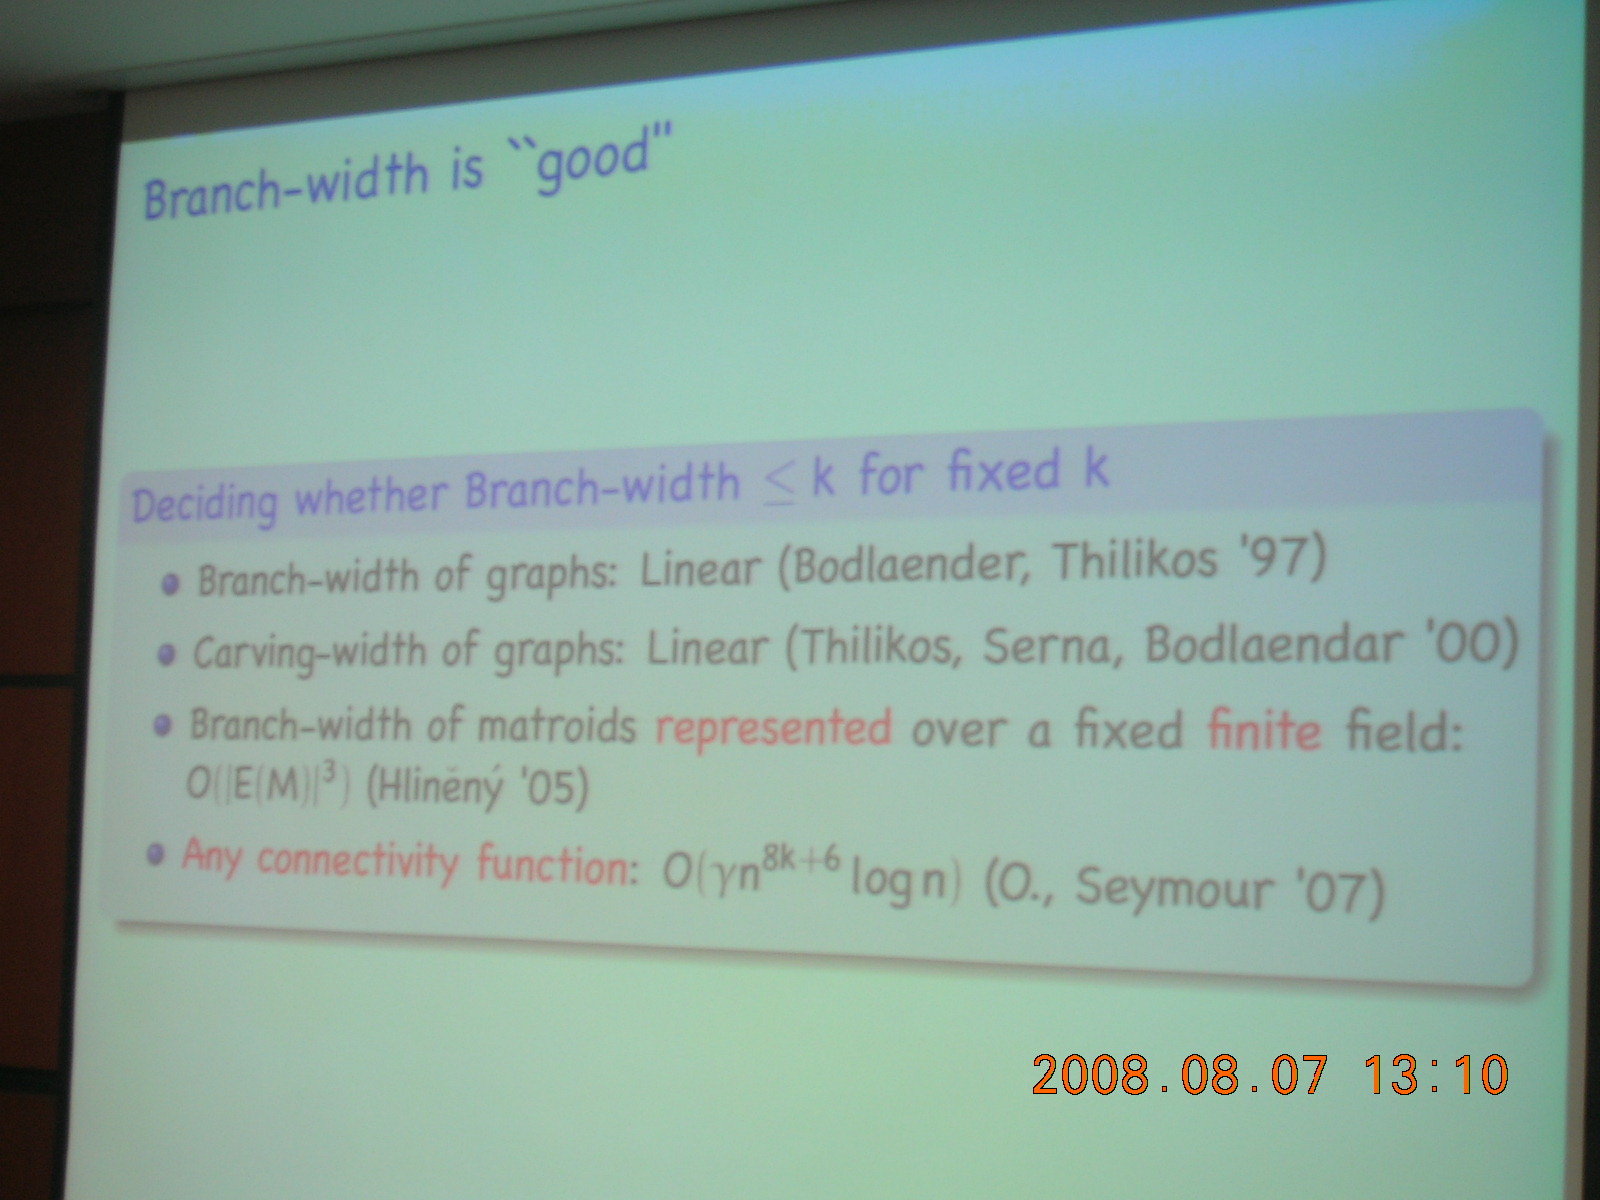 Branch-width is ``good"
Deciding whether Branch-width ≤ k for fixed k
Branch-width of graphs: Linear (Bodlaender, Thilikos '97)
Carving-width of graphs: Linear (Thilikos, Serna, Bodlaendar '00)
Branch-width of matroids represented over a fixed finite field:
O(|E(M)|³) (Hliněný '05)
Any connectivity function: O(γn^{8k+6} log n) (O., Seymour '07)
2008.08.07 13:10